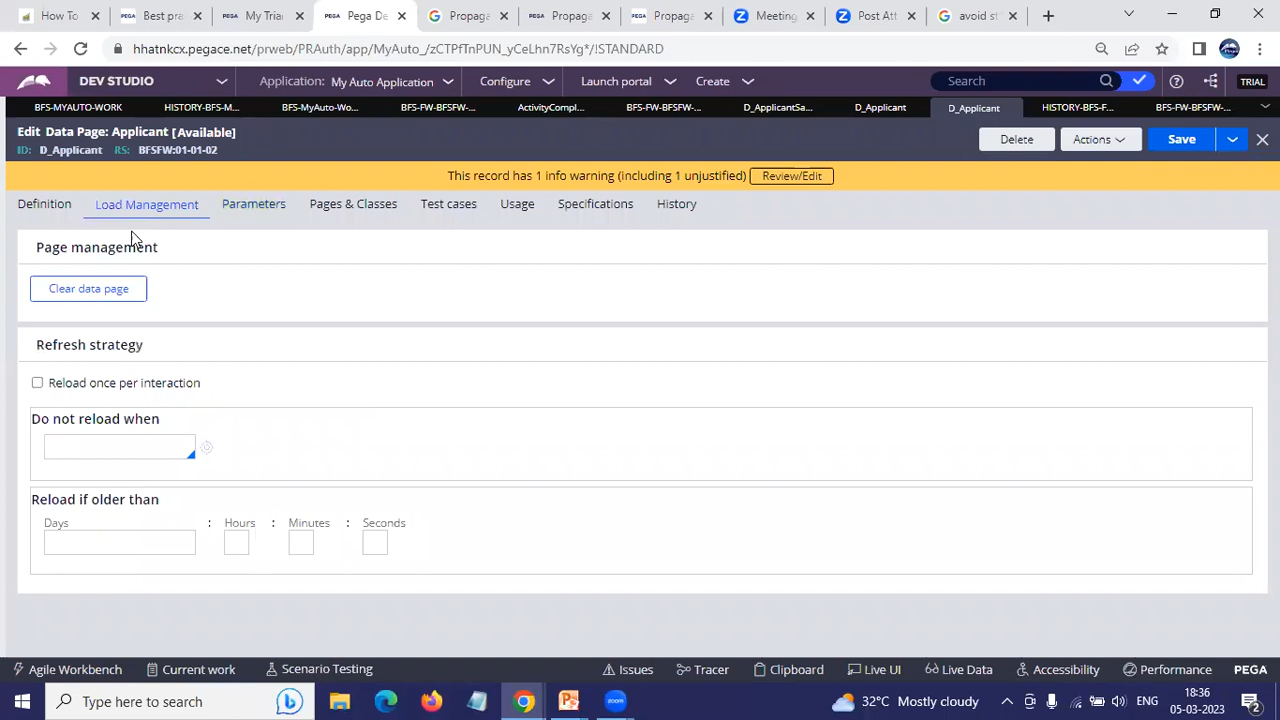 How To
Best pra
My Trial
Pega De
Propaga
Propaga
Propaga
Meeting
Post Att
avoid st
hhatnkcx.pegace.net/prweb/PRAuth/app/MyAuto_/zCTPfTnPUN_yCeLhn7RsYg*/!STANDARD
DEV STUDIO
Application: My Auto Application
Configure
Launch portal
Create
Search
TRIAL
BFS-MYAUTO-WORK
HISTORY-BFS-M...
BFS-MyAuto-Wo...
BFS-FW-BFSFW-...
ActivityCompl...
BFS-FW-BFSFW-...
D_ApplicantSa...
D_Applicant
D_Applicant
HISTORY-BFS-F...
BFS-FW-BFSFW-...
Edit Data Page: Applicant [Available]
ID: D_Applicant RS: BFSFW:01-01-02
Delete
Actions
Save
This record has 1 info warning (including 1 unjustified)
Review/Edit
Definition
Load Management
Parameters
Pages & Classes
Test cases
Usage
Specifications
History
Page management
Clear data page
Refresh strategy
Reload once per interaction
Do not reload when
Reload if older than
Days : Hours : Minutes : Seconds
Agile Workbench
Current work
Scenario Testing
Issues
Tracer
Clipboard
Live UI
Live Data
Accessibility
Performance
PEGA
Type here to search
32°C Mostly cloudy
ENG
18:36
05-03-2023
2